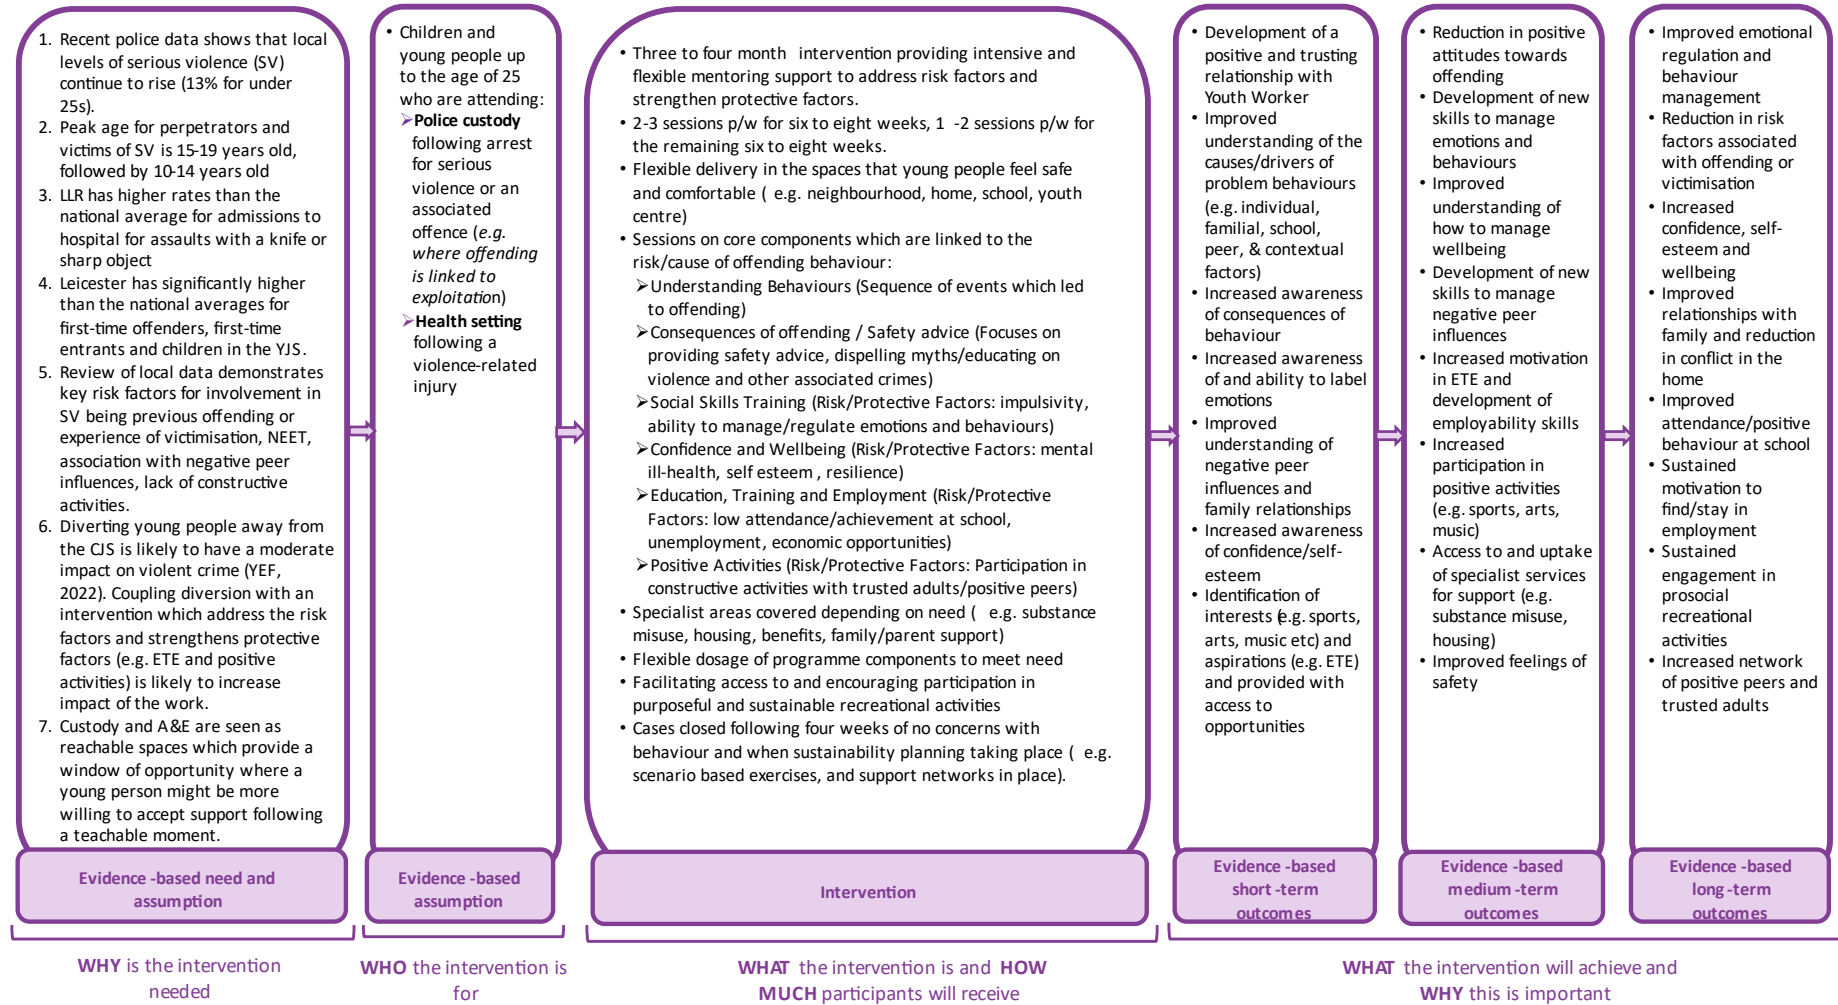 1. Recent police data shows that local
levels of serious violence (SV)
continue to rise (13% for under
25s).
2. Peak age for perpetrators and
victims of SV is 15-19 years old,
followed by 10-14 years old
3. LLR has higher rates than the
national average for admissions to
hospital for assaults with a knife or
sharp object
4. Leicester has significantly higher
than the national averages for
first-time offenders, first-time
entrants and children in the YJS.
5. Review of local data demonstrates
key risk factors for involvement in
SV being previous offending or
experience of victimisation, NEET,
association with negative peer
influences, lack of constructive
activities.
6. Diverting young people away from
the CJS is likely to have a moderate
impact on violent crime (YEF,
2022). Coupling diversion with an
intervention which address the risk
factors and strengthens protective
factors (e.g. ETE and positive
activities) is likely to increase
impact of the work.
7. Custody and A&E are seen as
reachable spaces which provide a
window of opportunity where a
young person might be more
willing to accept support following
a teachable moment.
Evidence -based need and
assumption
WHY is the intervention
needed
• Children and
young people up
to the age of 25
who are attending:
➢Police custody
following arrest
for serious
violence or an
associated
offence (e.g.
where offending
is linked to
exploitation)
➢Health setting
following a
violence-related
injury
Evidence -based
assumption
WHO the intervention is
for
• Three to four month intervention providing intensive and
flexible mentoring support to address risk factors and
strengthen protective factors.
• 2-3 sessions p/w for six to eight weeks, 1 -2 sessions p/w for
the remaining six to eight weeks.
• Flexible delivery in the spaces that young people feel safe
and comfortable ( e.g. neighbourhood, home, school, youth
centre)
• Sessions on core components which are linked to the
risk/cause of offending behaviour:
➢Understanding Behaviours (Sequence of events which led
to offending)
➢Consequences of offending / Safety advice (Focuses on
providing safety advice, dispelling myths/educating on
violence and other associated crimes)
➢Social Skills Training (Risk/Protective Factors: impulsivity,
ability to manage/regulate emotions and behaviours)
➢Confidence and Wellbeing (Risk/Protective Factors: mental
ill-health, self esteem , resilience)
➢Education, Training and Employment (Risk/Protective
Factors: low attendance/achievement at school,
unemployment, economic opportunities)
➢Positive Activities (Risk/Protective Factors: Participation in
constructive activities with trusted adults/positive peers)
• Specialist areas covered depending on need ( e.g. substance
misuse, housing, benefits, family/parent support)
• Flexible dosage of programme components to meet need
• Facilitating access to and encouraging participation in
purposeful and sustainable recreational activities
• Cases closed following four weeks of no concerns with
behaviour and when sustainability planning taking place ( e.g.
scenario based exercises, and support networks in place).
Intervention
WHAT the intervention is and HOW
MUCH participants will receive
• Development of a
positive and trusting
relationship with
Youth Worker
• Improved
understanding of the
causes/drivers of
problem behaviours
(e.g. individual,
familial, school,
peer, & contextual
factors)
• Increased awareness
of consequences of
behaviour
• Increased awareness
of and ability to label
emotions
• Improved
understanding of
negative peer
influences and
family relationships
• Increased awareness
of confidence/self-
esteem
• Identification of
interests (e.g. sports,
arts, music etc) and
aspirations (e.g. ETE)
and provided with
access to
opportunities
Evidence -based
short -term
outcomes
• Reduction in positive
attitudes towards
offending
• Development of new
skills to manage
emotions and
behaviours
• Improved
understanding of
how to manage
wellbeing
• Development of new
skills to manage
negative peer
influences
• Increased motivation
in ETE and
development of
employability skills
• Increased
participation in
positive activities
(e.g. sports, arts,
music)
• Access to and uptake
of specialist services
for support (e.g.
substance misuse,
housing)
• Improved feelings of
safety
Evidence -based
medium -term
outcomes
• Improved emotional
regulation and
behaviour
management
• Reduction in risk
factors associated
with offending or
victimisation
• Increased
confidence, self-
esteem and
wellbeing
• Improved
relationships with
family and reduction
in conflict in the
home
• Improved
attendance/positive
behaviour at school
• Sustained
motivation to
find/stay in
employment
• Sustained
engagement in
prosocial
recreational
activities
• Increased network
of positive peers and
trusted adults
Evidence -based
long -term
outcomes
WHAT the intervention will achieve and
WHY this is important